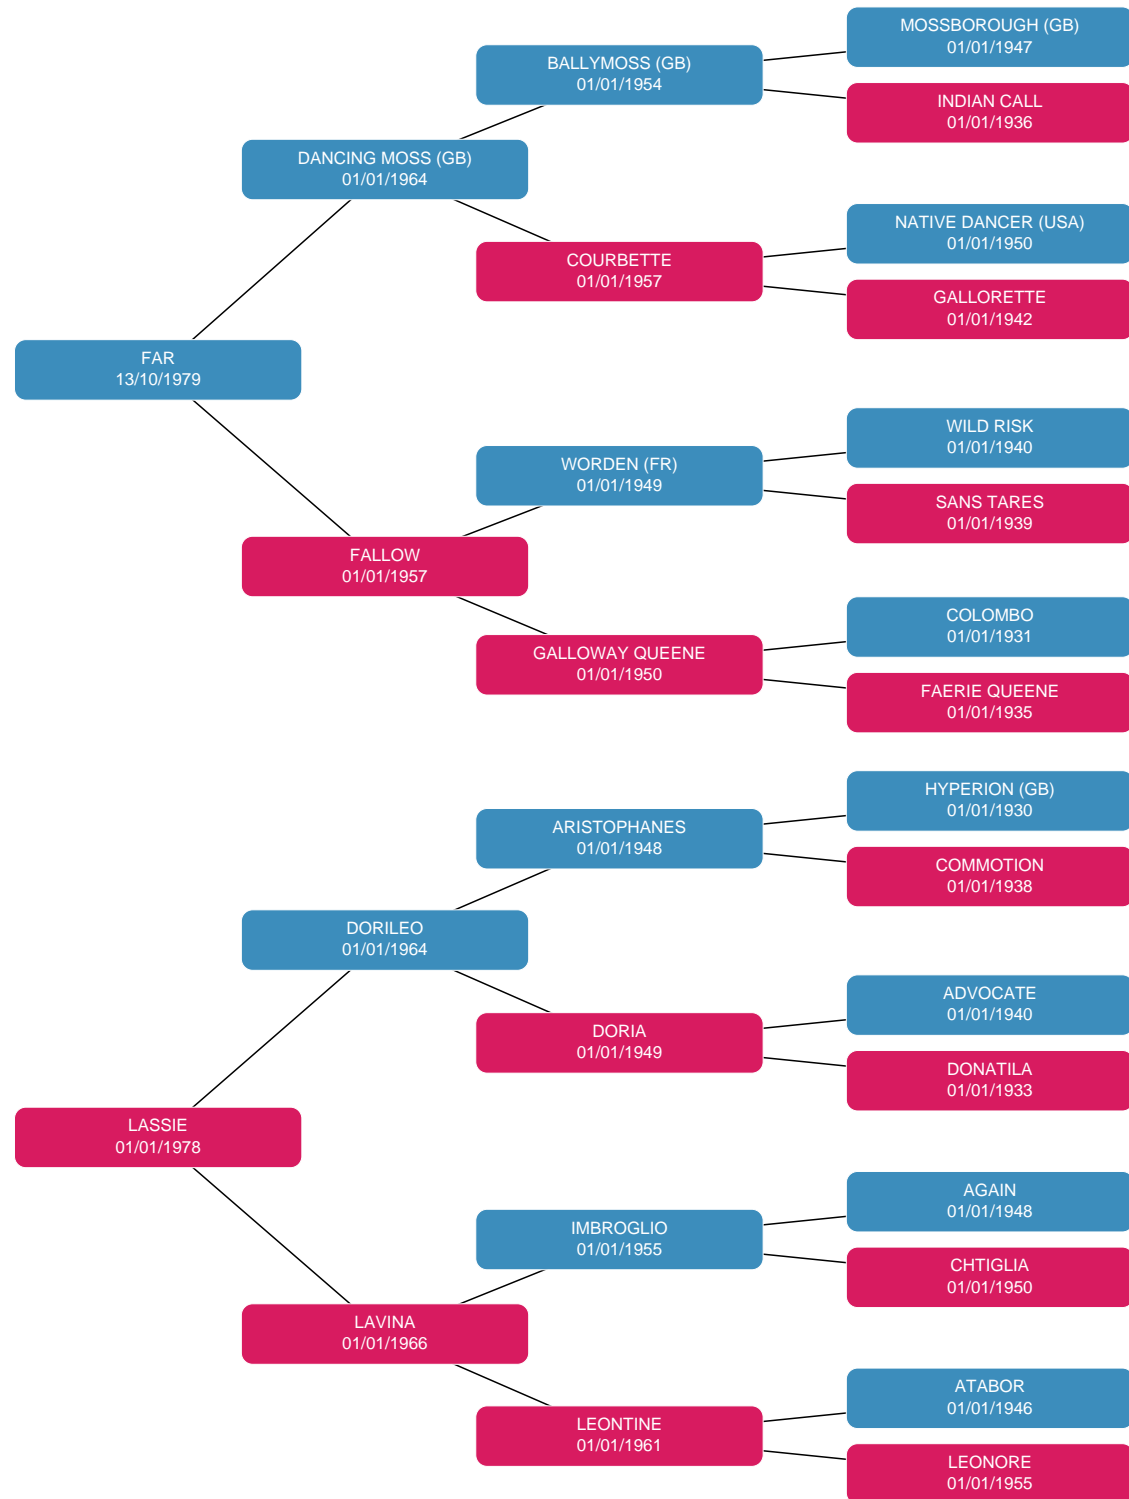 MOSSBOROUGH (GB)
01/01/1947
BALLYMOSS (GB)
01/01/1954
INDIAN CALL
01/01/1936
DANCING MOSS (GB)
01/01/1964
NATIVE DANCER (USA)
01/01/1950
COURBETTE
01/01/1957
GALLORETTE
01/01/1942
FAR
13/10/1979
WILD RISK
01/01/1940
WORDEN (FR)
01/01/1949
SANS TARES
01/01/1939
FALLOW
01/01/1957
COLOMBO
01/01/1931
GALLOWAY QUEENE
01/01/1950
FAERIE QUEENE
01/01/1935
HYPERION (GB)
01/01/1930
ARISTOPHANES
01/01/1948
COMMOTION
01/01/1938
DORILEO
01/01/1964
ADVOCATE
01/01/1940
DORIA
01/01/1949
DONATILA
01/01/1933
LASSIE
01/01/1978
AGAIN
01/01/1948
IMBROGLIO
01/01/1955
CHTIGLIA
01/01/1950
LAVINA
01/01/1966
ATABOR
01/01/1946
LEONTINE
01/01/1961
LEONORE
01/01/1955